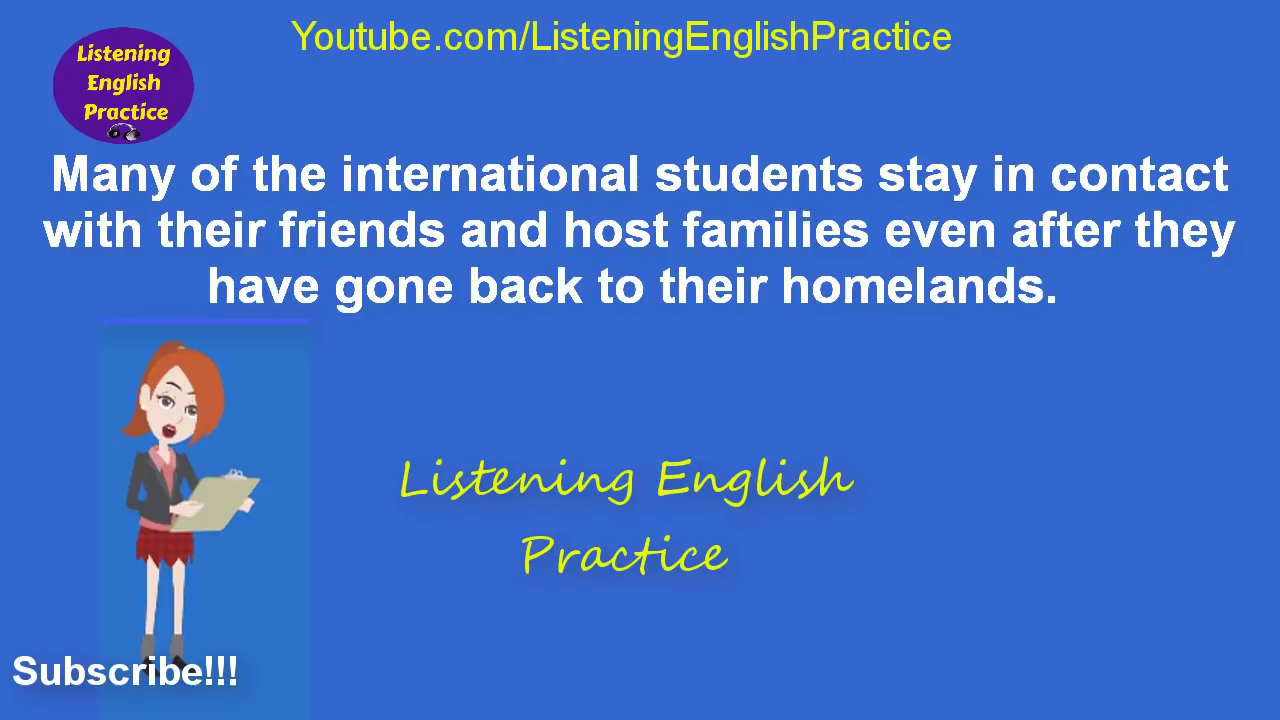 Youtube.com/ListeningEnglishPractice
Listening
English
Practice
Many of the international students stay in contact
with their friends and host families even after they
have gone back to their homelands.
Listening English
Practice
Subscribe!!!